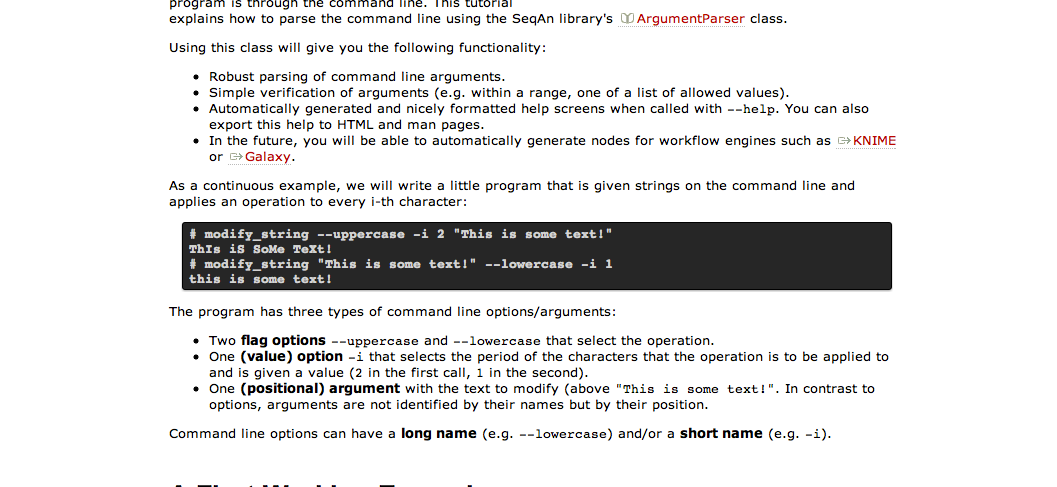 program is through the command line. This tutorial
explains how to parse the command line using the SeqAn library's ArgumentParser class.
Using this class will give you the following functionality:
• Robust parsing of command line arguments.
• Simple verification of arguments (e.g. within a range, one of a list of allowed values).
• Automatically generated and nicely formatted help screens when called with --help. You can also
export this help to HTML and man pages.
• In the future, you will be able to automatically generate nodes for workflow engines such as KNIME
or Galaxy.
As a continuous example, we will write a little program that is given strings on the command line and
applies an operation to every i-th character:
# modify_string --uppercase -i 2 "This is some text!"
ThIs iS SoMe TeXt!
# modify_string "This is some text!" --lowercase -i 1
this is some text!
The program has three types of command line options/arguments:
• Two flag options --uppercase and --lowercase that select the operation.
• One (value) option -i that selects the period of the characters that the operation is to be applied to
and is given a value (2 in the first call, 1 in the second).
• One (positional) argument with the text to modify (above "This is some text!". In contrast to
options, arguments are not identified by their names but by their position.
Command line options can have a long name (e.g. --lowercase) and/or a short name (e.g. -i).